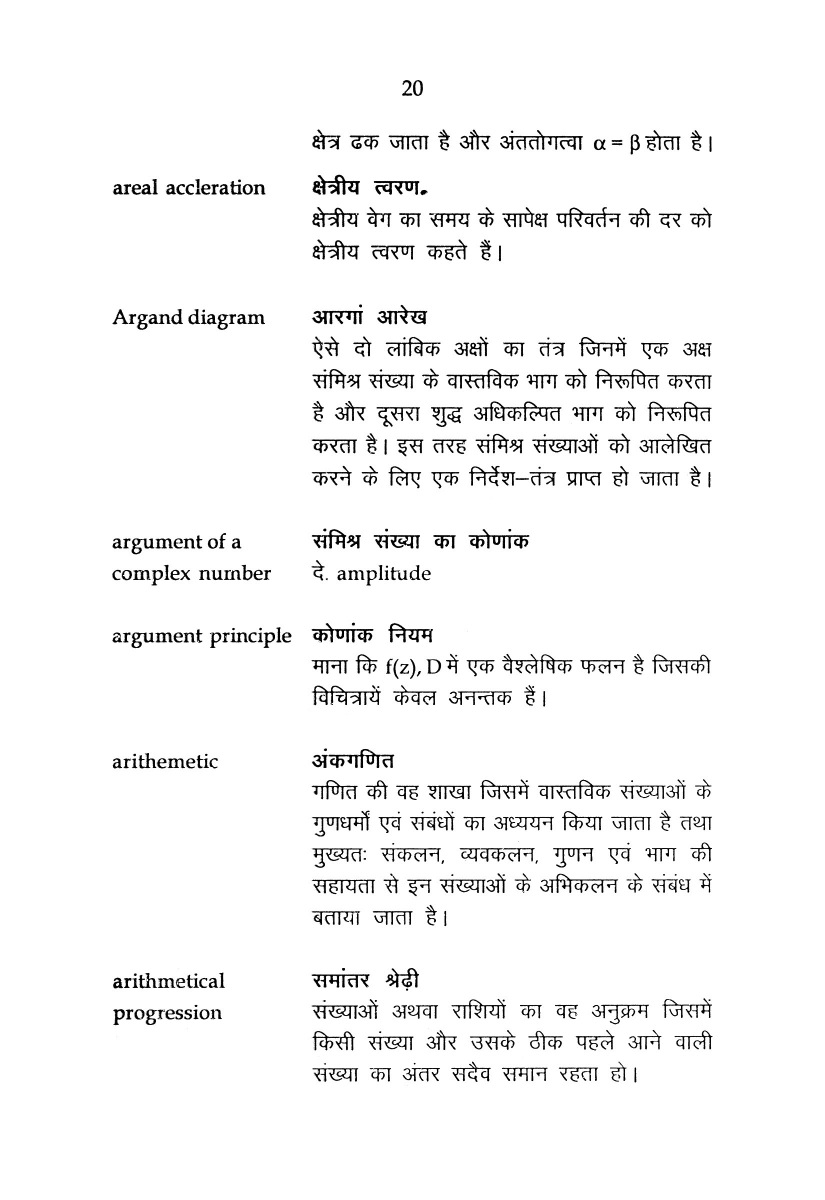 20
क्षेत्र ढक जाता है और अंततोगत्वा α = β होता है।
areal accleration क्षेत्रीय त्वरण.
क्षेत्रीय वेग का समय के सापेक्ष परिवर्तन की दर को
क्षेत्रीय त्वरण कहते हैं।
Argand diagram आरगां आरेख
ऐसे दो लांबिक अक्षों का तंत्र जिनमें एक अक्ष
संमिश्र संख्या के वास्तविक भाग को निरूपित करता
है और दूसरा शुद्ध अधिकल्पित भाग को निरूपित
करता है। इस तरह संमिश्र संख्याओं को आलेखित
करने के लिए एक निर्देश–तंत्र प्राप्त हो जाता है।
argument of a संमिश्र संख्या का कोणांक
complex number दे. amplitude
argument principle कोणांक नियम
माना कि f(z), D में एक वैश्लेषिक फलन है जिसकी
विचित्रायें केवल अनन्तक हैं।
arithemetic अंकगणित
गणित की वह शाखा जिसमें वास्तविक संख्याओं के
गुणधर्मों एवं संबंधों का अध्ययन किया जाता है तथा
मुख्यतः संकलन, व्यवकलन, गुणन एवं भाग की
सहायता से इन संख्याओं के अभिकलन के संबंध में
बताया जाता है।
arithmetical समांतर श्रेढ़ी
progression संख्याओं अथवा राशियों का वह अनुक्रम जिसमें
किसी संख्या और उसके ठीक पहले आने वाली
संख्या का अंतर सदैव समान रहता हो।